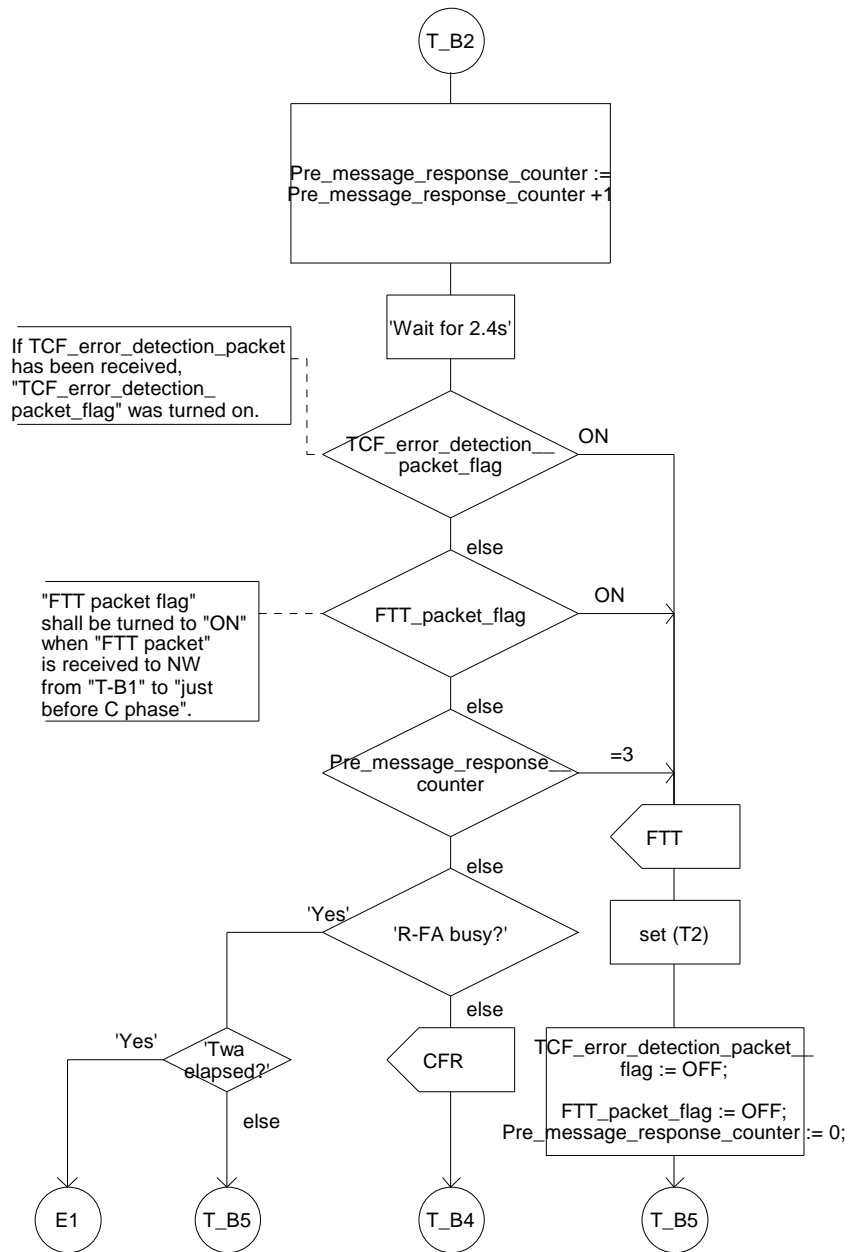 T_B2
Pre_message_response_counter :=
Pre_message_response_counter +1
'Wait for 2.4s'
If TCF_error_detection_packet
has been received,
"TCF_error_detection_
packet_flag" was turned on.
TCF_error_detection__
packet_flag
ON
else
"FTT packet flag"
shall be turned to "ON"
when "FTT packet"
is received to NW
from "T-B1" to "just
before C phase".
FTT_packet_flag
ON
else
Pre_message_response__
counter
=3
else
FTT
'R-FA busy?'
'Yes'
set (T2)
else
'Twa
elapsed?'
'Yes'
else
CFR
TCF_error_detection_packet__
flag := OFF;
FTT_packet_flag := OFF;
Pre_message_response_counter := 0;
E1
T_B5
T_B4
T_B5